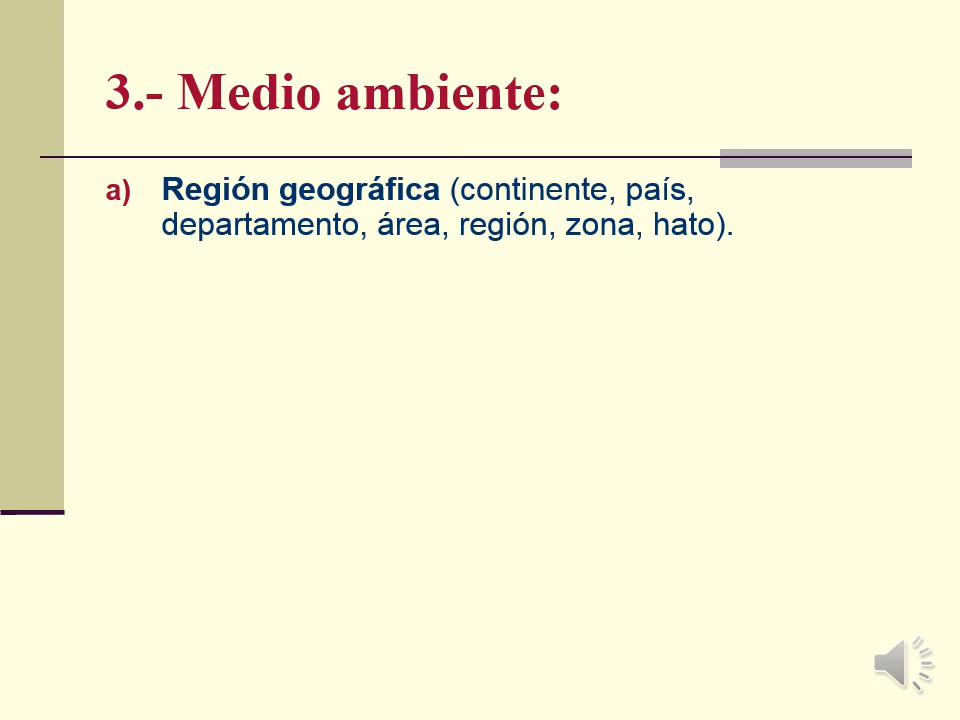 3.- Medio ambiente:
a) Región geográfica (continente, país,
departamento, área, región, zona, hato).